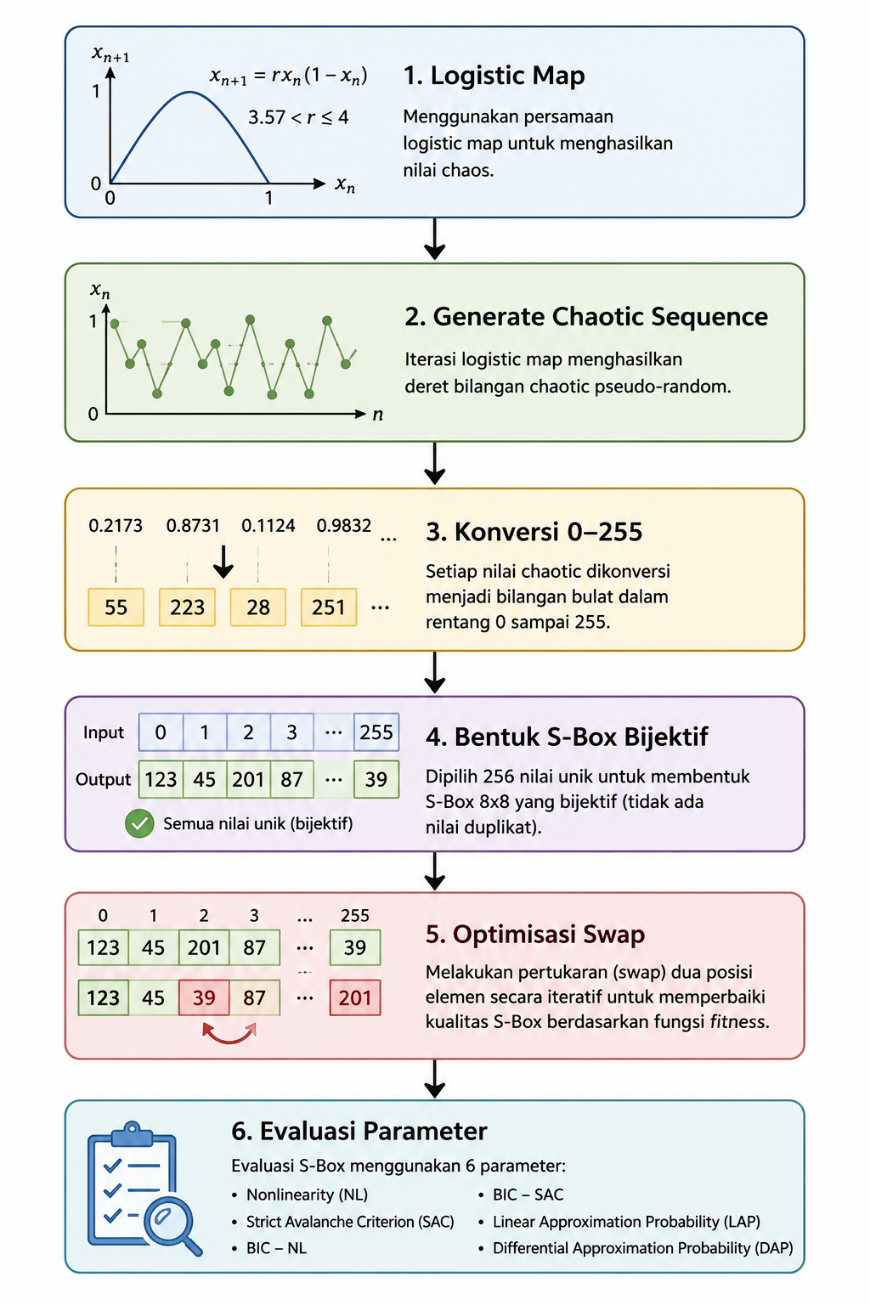 xₙ₊₁
xₙ₊₁ = rxₙ(1 − xₙ)
3.57 < r ≤ 4
1
0
0
1
xₙ
1. Logistic Map
Menggunakan persamaan
logistic map untuk menghasilkan
nilai chaos.
xₙ
1
0
n
2. Generate Chaotic Sequence
Iterasi logistic map menghasilkan
deret bilangan chaotic pseudo-random.
0.2173 0.8731 0.1124 0.9832 ...
55 223 28 251 ...
3. Konversi 0–255
Setiap nilai chaotic dikonversi
menjadi bilangan bulat dalam
rentang 0 sampai 255.
Input 0 1 2 3 ... 255
Output 123 45 201 87 ... 39
Semua nilai unik (bijektif)
4. Bentuk S-Box Bijektif
Dipilih 256 nilai unik untuk membentuk
S-Box 8x8 yang bijektif (tidak ada
nilai duplikat).
0 1 2 3 ... 255
123 45 201 87 ... 39
...
123 45 39 87 ... 201
5. Optimisasi Swap
Melakukan pertukaran (swap) dua posisi
elemen secara iteratif untuk memperbaiki
kualitas S-Box berdasarkan fungsi fitness.
6. Evaluasi Parameter
Evaluasi S-Box menggunakan 6 parameter:
• Nonlinearity (NL)
• Strict Avalanche Criterion (SAC)
• BIC – NL
• BIC – SAC
• Linear Approximation Probability (LAP)
• Differential Approximation Probability (DAP)